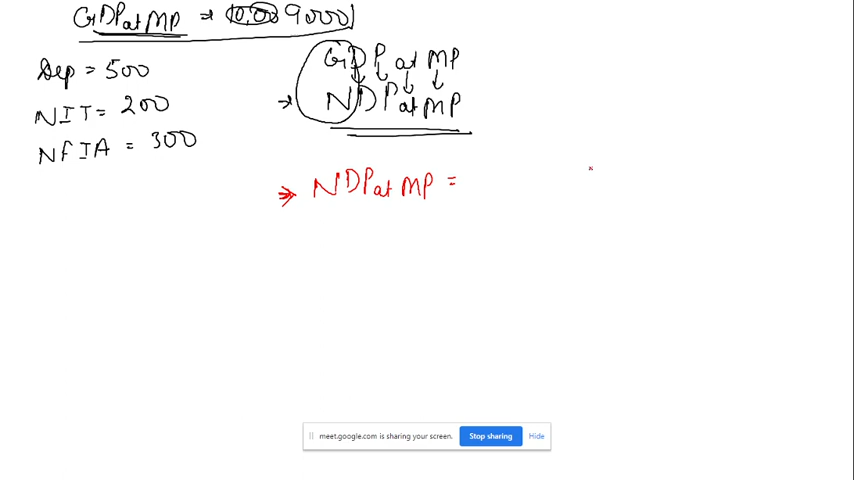 GDP at MP → 9000
Dep = 500
NIT = 200
NFIA = 300
GDP at MP
→ NDP at MP
⇒ NDP at MP =
meet.google.com is sharing your screen. Stop sharing Hide